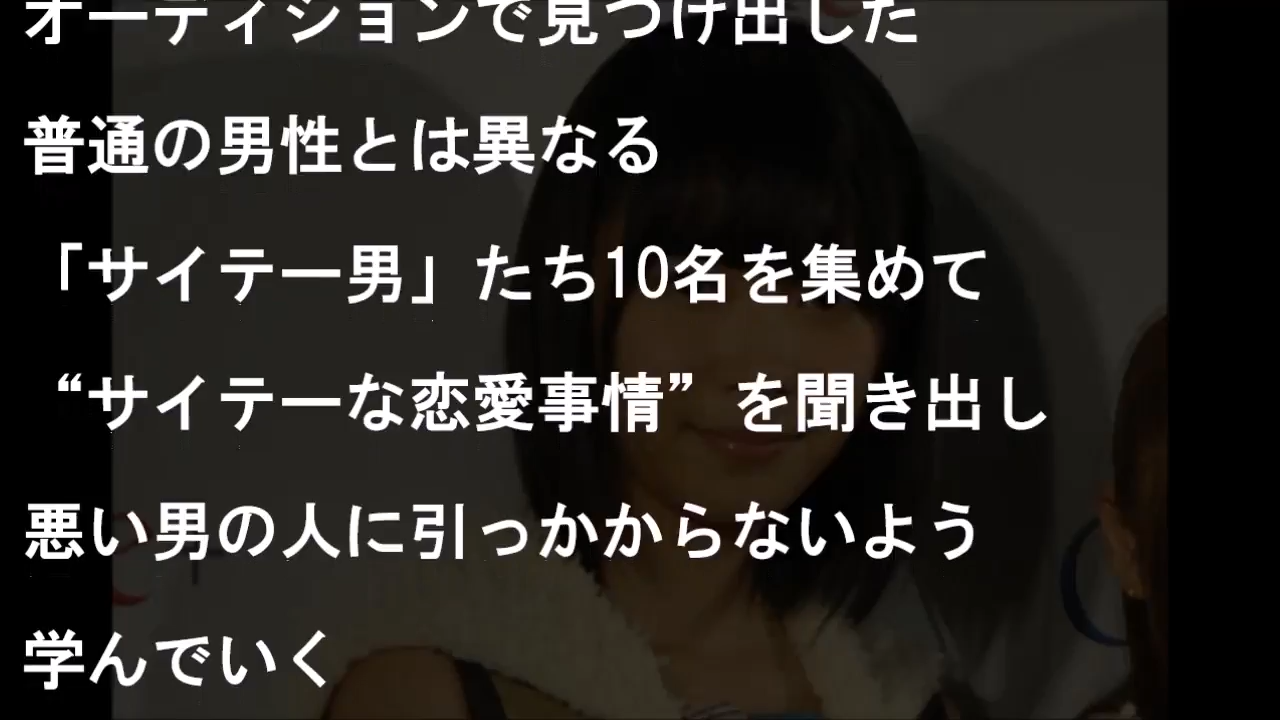 オーディションで見つけ出した
普通の男性とは異なる
「サイテー男」たち10名を集めて
“サイテーな恋愛事情”を聞き出し
悪い男の人に引っかからないよう
学んでいく